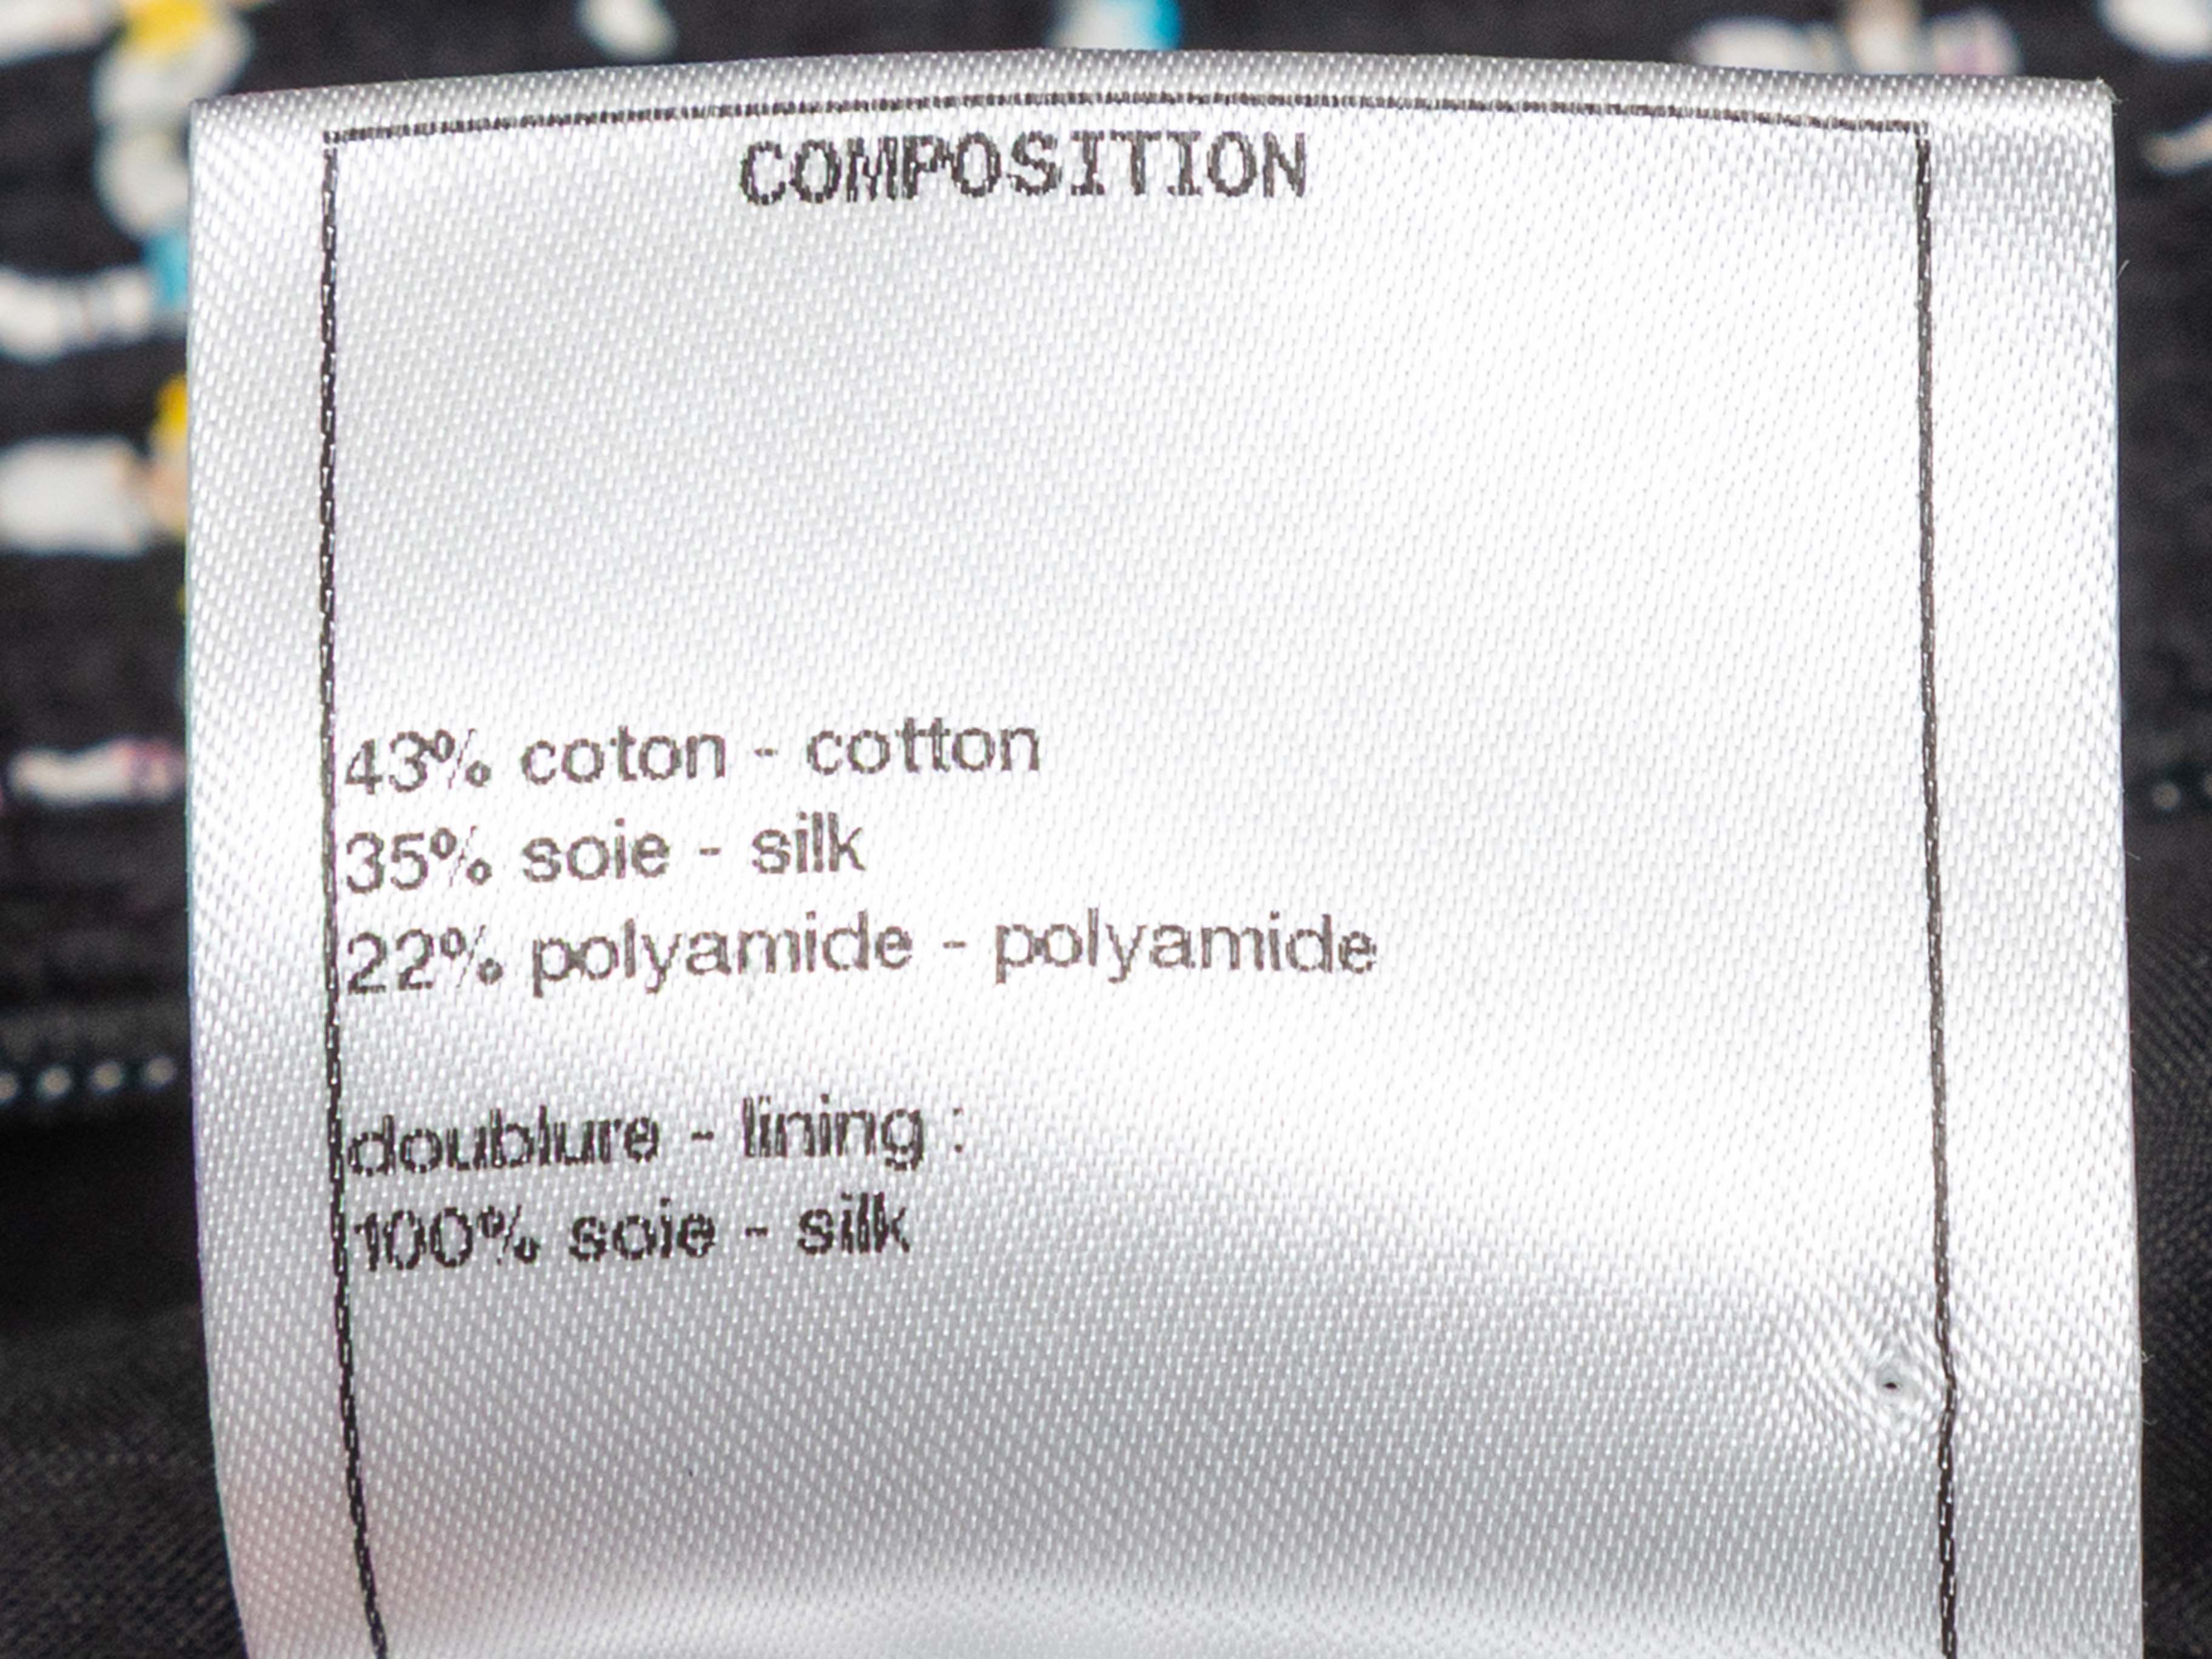 COMPOSITION
43% coton - cotton
35% soie - silk
22% polyamide - polyamide
doublure - lining :
100% soie - silk